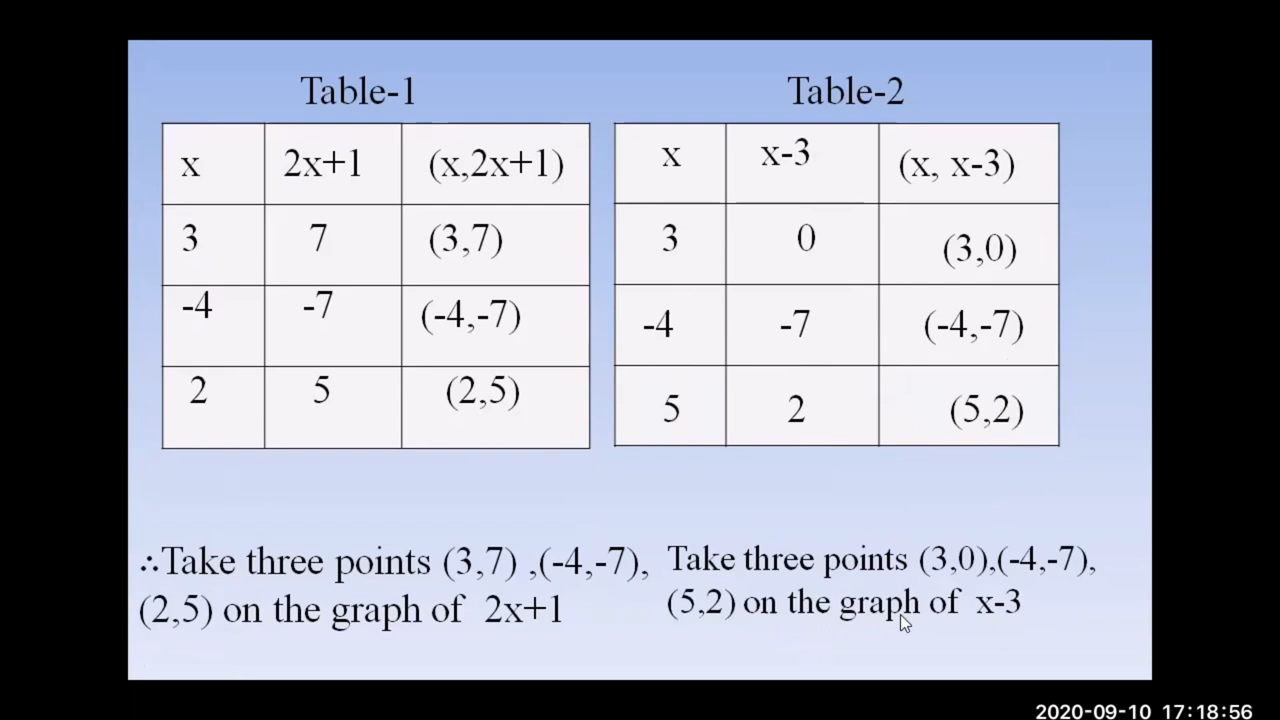 Table-1
x 2x+1 (x,2x+1)
3 7 (3,7)
-4 -7 (-4,-7)
2 5 (2,5)
Table-2
x x-3 (x, x-3)
3 0 (3,0)
-4 -7 (-4,-7)
5 2 (5,2)
∴Take three points (3,7) ,(-4,-7),
(2,5) on the graph of 2x+1
Take three points (3,0),(-4,-7),
(5,2) on the graph of x-3
2020-09-10 17:18:56